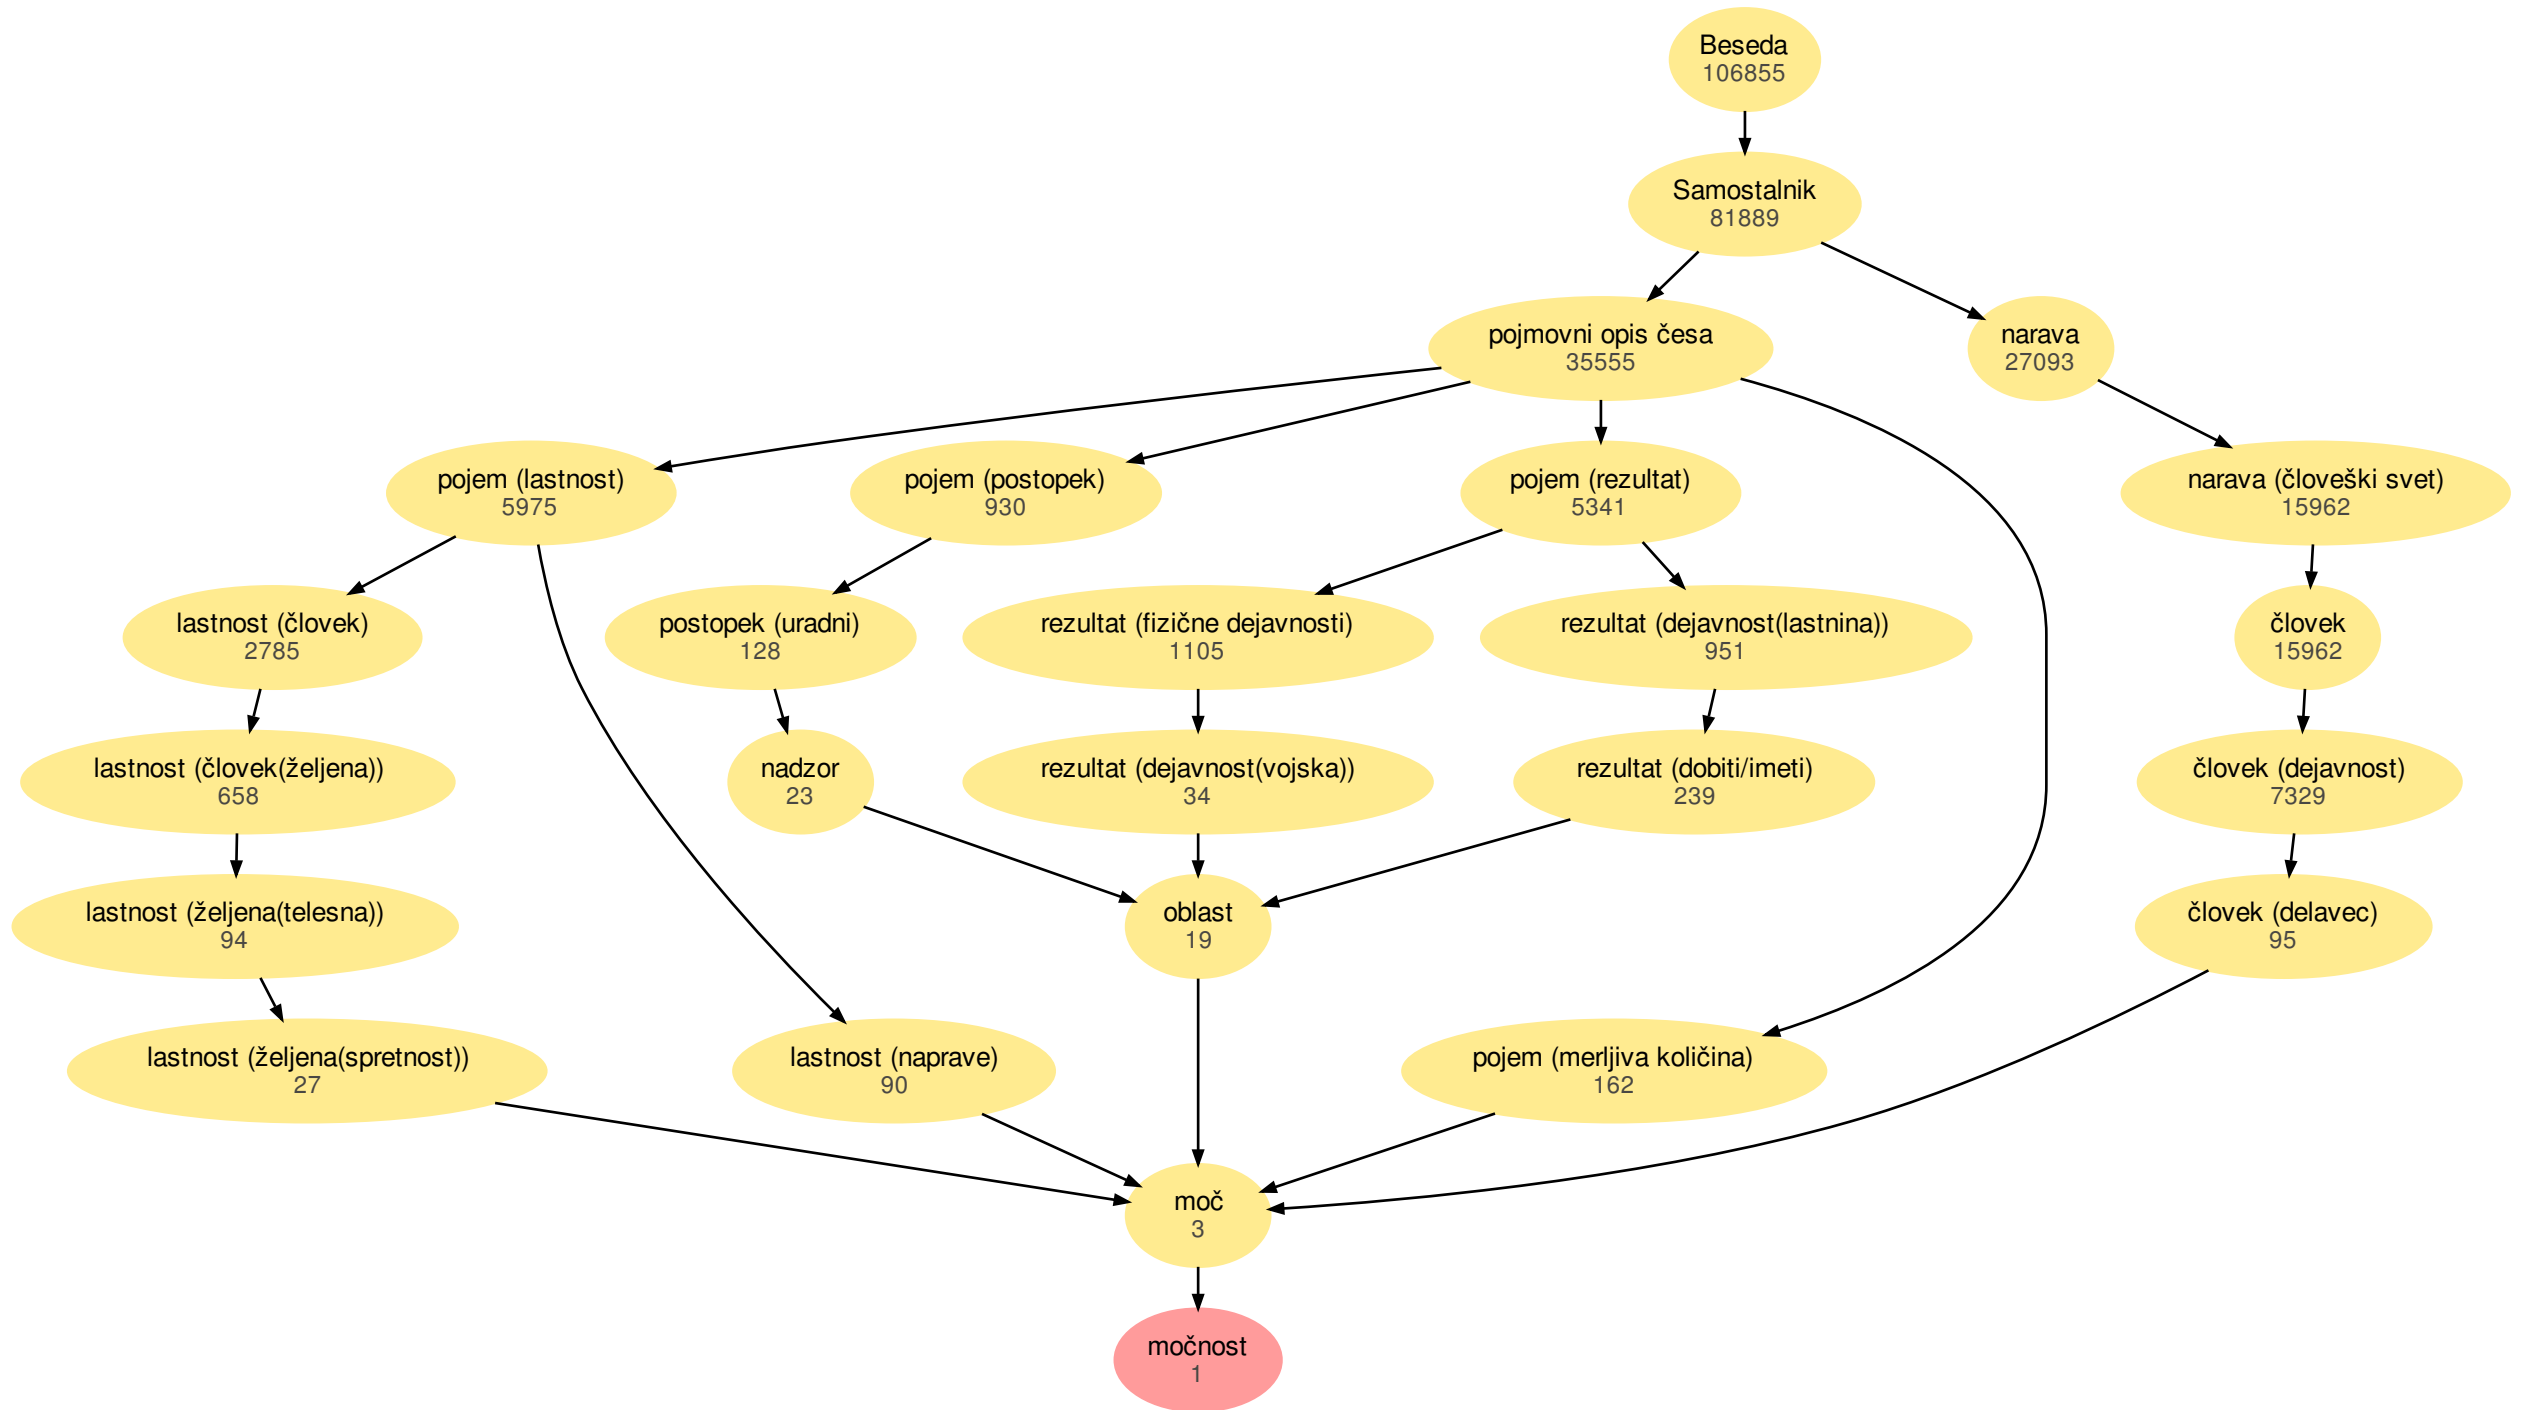 Beseda
106855
Samostalnik
81889
pojmovni opis česa
35555
narava
27093
pojem (lastnost)
5975
pojem (postopek)
930
pojem (rezultat)
5341
narava (človeški svet)
15962
lastnost (človek)
2785
postopek (uradni)
128
rezultat (fizične dejavnosti)
1105
rezultat (dejavnost(lastnina))
951
človek
15962
lastnost (človek(željena))
658
nadzor
23
rezultat (dejavnost(vojska))
34
rezultat (dobiti/imeti)
239
človek (dejavnost)
7329
lastnost (željena(telesna))
94
oblast
19
človek (delavec)
95
lastnost (željena(spretnost))
27
lastnost (naprave)
90
pojem (merljiva količina)
162
moč
3
močnost
1